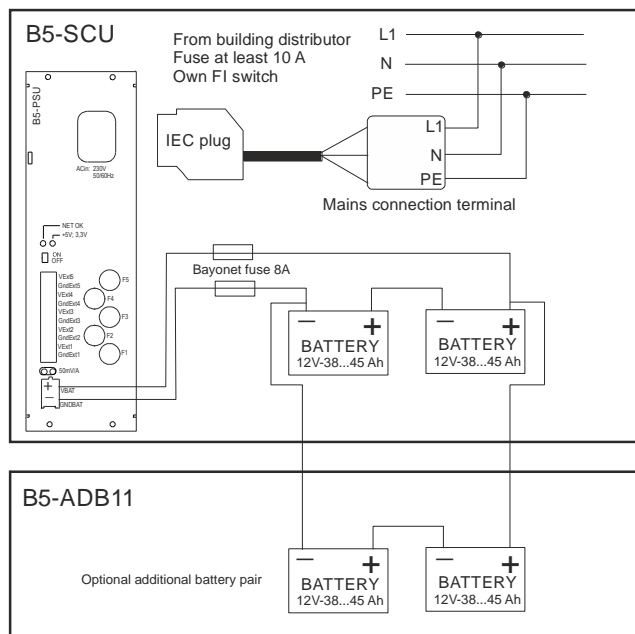 B5-SCU
From building distributor
Fuse at least 10 A
Own FI switch
L1
N
PE
B5-PSU
IEC plug
L1
N
PE
ACin: 230V
50/60Hz
Mains connection terminal
NET OK
+5V; 3,3V
ON
OFF
Bayonet fuse 8A
VExt5
GndExt5
VExt4
GndExt4
VExt3
GndExt3
VExt2
GndExt2
VExt1
GndExt1
F5
F4
F3
F2
F1
50mV/A
+
VBAT
–
GNDBAT
– +
BATTERY
12V-38...45 Ah
– +
BATTERY
12V-38...45 Ah
B5-ADB11
Optional additional battery pair
– +
BATTERY
12V-38...45 Ah
– +
BATTERY
12V-38...45 Ah